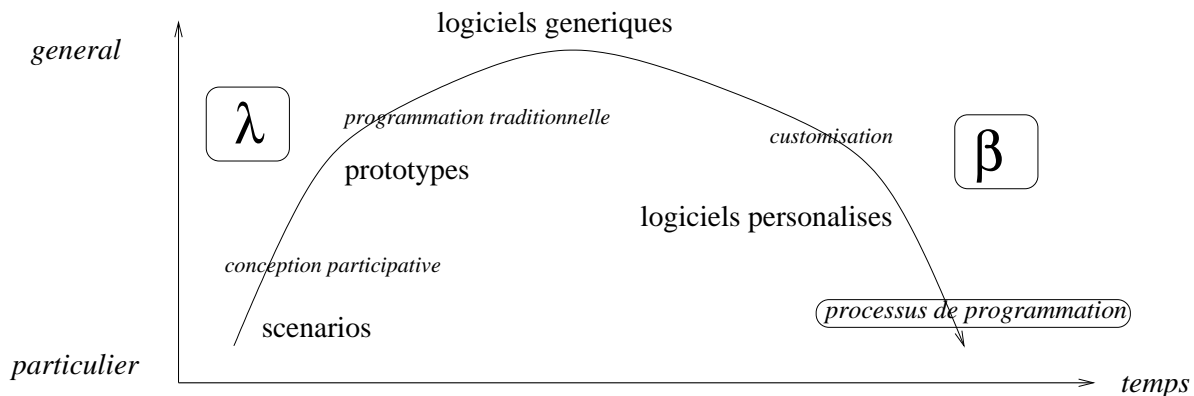 logiciels generiques
general
λ
programmation traditionnelle
customisation
β
prototypes
logiciels personalises
conception participative
processus de programmation
scenarios
particulier
temps